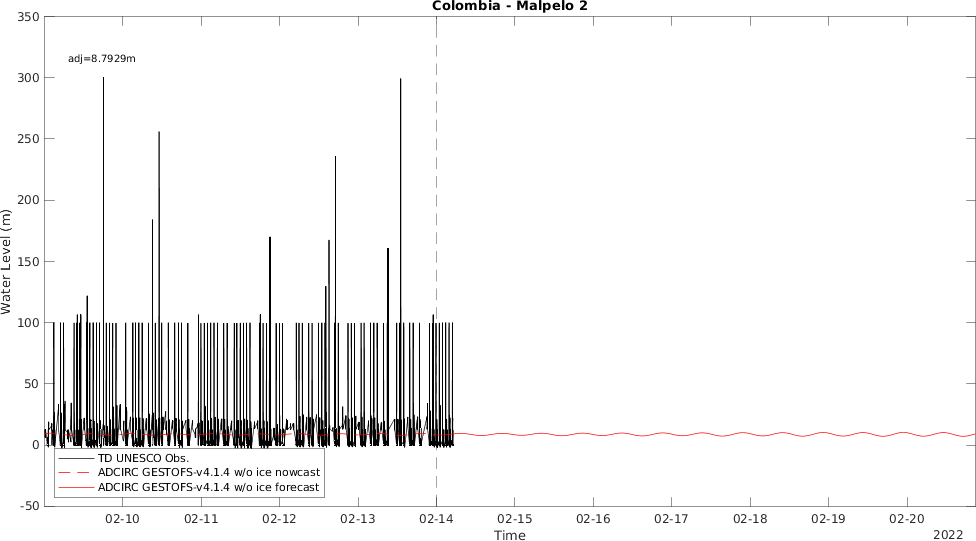 Colombia - Malpelo 2
350
adj=8.7929m
300
250
200
150
100
50
0
-50
Water Level (m)
TD UNESCO Obs.
ADCIRC GESTOFS-v4.1.4 w/o ice nowcast
ADCIRC GESTOFS-v4.1.4 w/o ice forecast
02-10 02-11 02-12 02-13 02-14 02-15 02-16 02-17 02-18 02-19 02-20
Time
2022